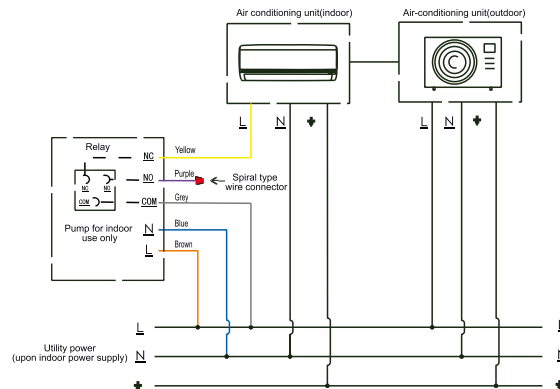 Air conditioning unit(indoor)
Air-conditioning unit(outdoor)
L
N
L
N
Relay
NC
Yellow
NO
Purple
Spiral type
wire connector
NC
NO
COM
COM
Grey
Pump for indoor
use only
N
Blue
L
Brown
L
Utility power
(upon indoor power supply)
N